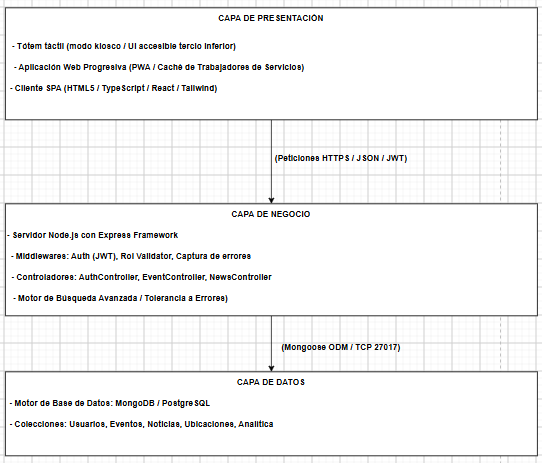 CAPA DE PRESENTACIÓN
- Tótem táctil (modo kiosco / UI accesible tercio inferior)
- Aplicación Web Progresiva (PWA / Caché de Trabajadores de Servicios)
- Cliente SPA (HTML5 / TypeScript / React / Tailwind)
(Peticiones HTTPS / JSON / JWT)
CAPA DE NEGOCIO
- Servidor Node.js con Express Framework
- Middlewares: Auth (JWT), Rol Validator, Captura de errores
- Controladores: AuthController, EventController, NewsController
- Motor de Búsqueda Avanzada / Tolerancia a Errores)
(Mongoose ODM / TCP 27017)
CAPA DE DATOS
- Motor de Base de Datos: MongoDB / PostgreSQL
- Colecciones: Usuarios, Eventos, Noticias, Ubicaciones, Analítica